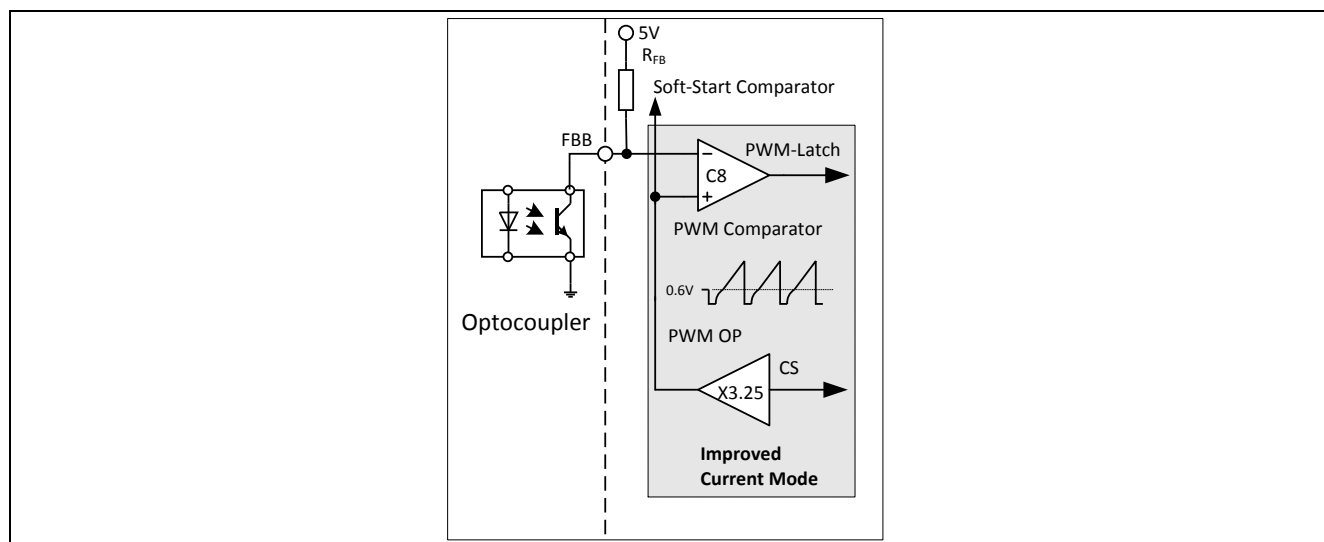 5V
RFB
Soft-Start Comparator
FBB
PWM-Latch
−
C8
+
PWM Comparator
0.6V
Optocoupler
PWM OP
CS
X3.25
Improved
Current Mode